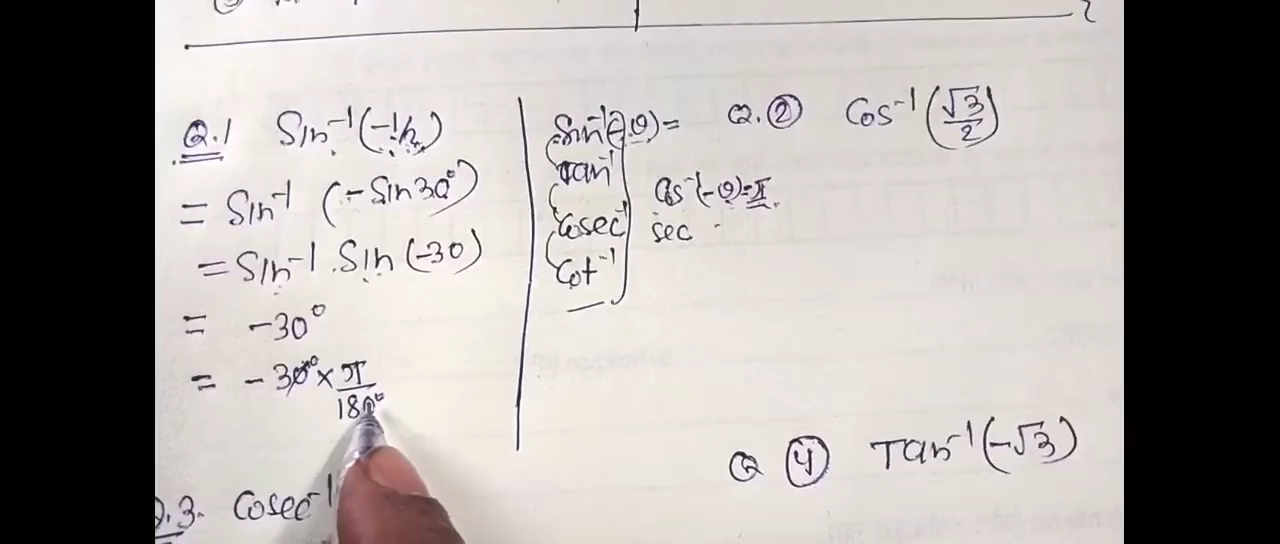 Q.1 Sin⁻¹(-1/2)
= Sin⁻¹ (-Sin30°)
= Sin⁻¹ . Sin (-30)
= -30°
= -30° × π/180°
Q.3. Cosec⁻¹
Sin⁻¹(-θ)=
Tan⁻¹
Cosec⁻¹
Cot⁻¹
Cos⁻¹(-θ)=π
sec -
Q.② Cos⁻¹(√3/2)
Q ④ Tan⁻¹(-√3)